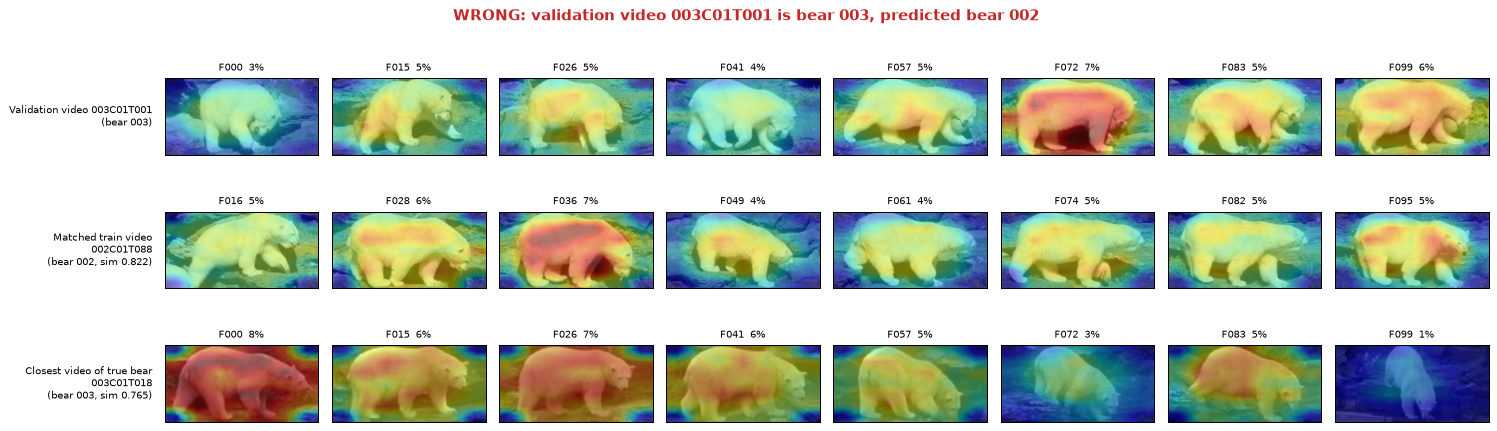 WRONG: validation video 003C01T001 is bear 003, predicted bear 002
F000 3% F015 5% F026 5% F041 4% F057 5% F072 7% F083 5% F099 6%
Validation video 003C01T001
(bear 003)
F016 5% F028 6% F036 7% F049 4% F061 4% F074 5% F082 5% F095 5%
Matched train video
002C01T088
(bear 002, sim 0.822)
F000 8% F015 6% F026 7% F041 6% F057 5% F072 3% F083 5% F099 1%
Closest video of true bear
003C01T018
(bear 003, sim 0.765)